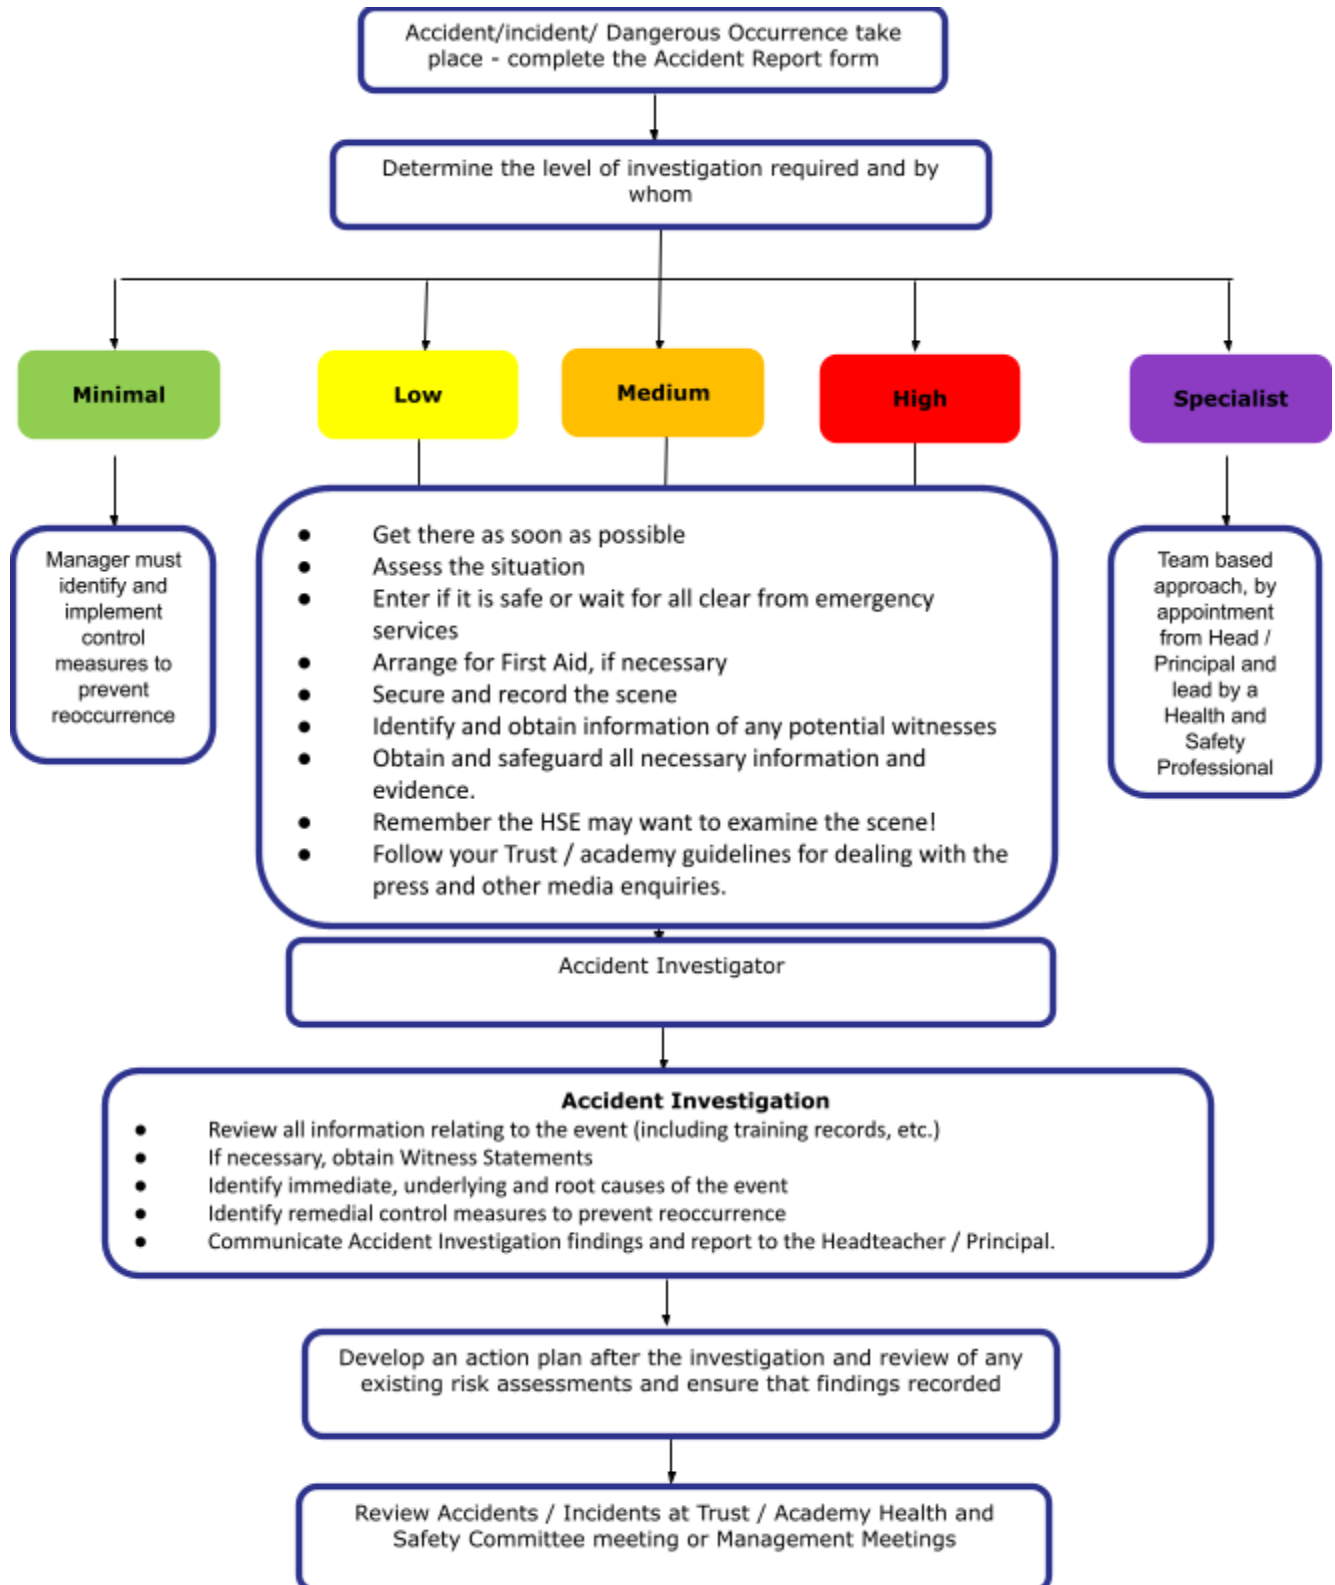 Accident/incident/ Dangerous Occurrence take
place - complete the Accident Report form
Determine the level of investigation required and by
whom
Minimal
Low
Medium
High
Specialist
Manager must
identify and
implement
control
measures to
prevent
reoccurrence
● Get there as soon as possible
● Assess the situation
● Enter if it is safe or wait for all clear from emergency
services
● Arrange for First Aid, if necessary
● Secure and record the scene
● Identify and obtain information of any potential witnesses
● Obtain and safeguard all necessary information and
evidence.
● Remember the HSE may want to examine the scene!
● Follow your Trust / academy guidelines for dealing with the
press and other media enquiries.
Team based
approach, by
appointment
from Head /
Principal and
lead by a
Health and
Safety
Professional
Accident Investigator
Accident Investigation
● Review all information relating to the event (including training records, etc.)
● If necessary, obtain Witness Statements
● Identify immediate, underlying and root causes of the event
● Identify remedial control measures to prevent reoccurrence
● Communicate Accident Investigation findings and report to the Headteacher / Principal.
Develop an action plan after the investigation and review of any
existing risk assessments and ensure that findings recorded
Review Accidents / Incidents at Trust / Academy Health and
Safety Committee meeting or Management Meetings